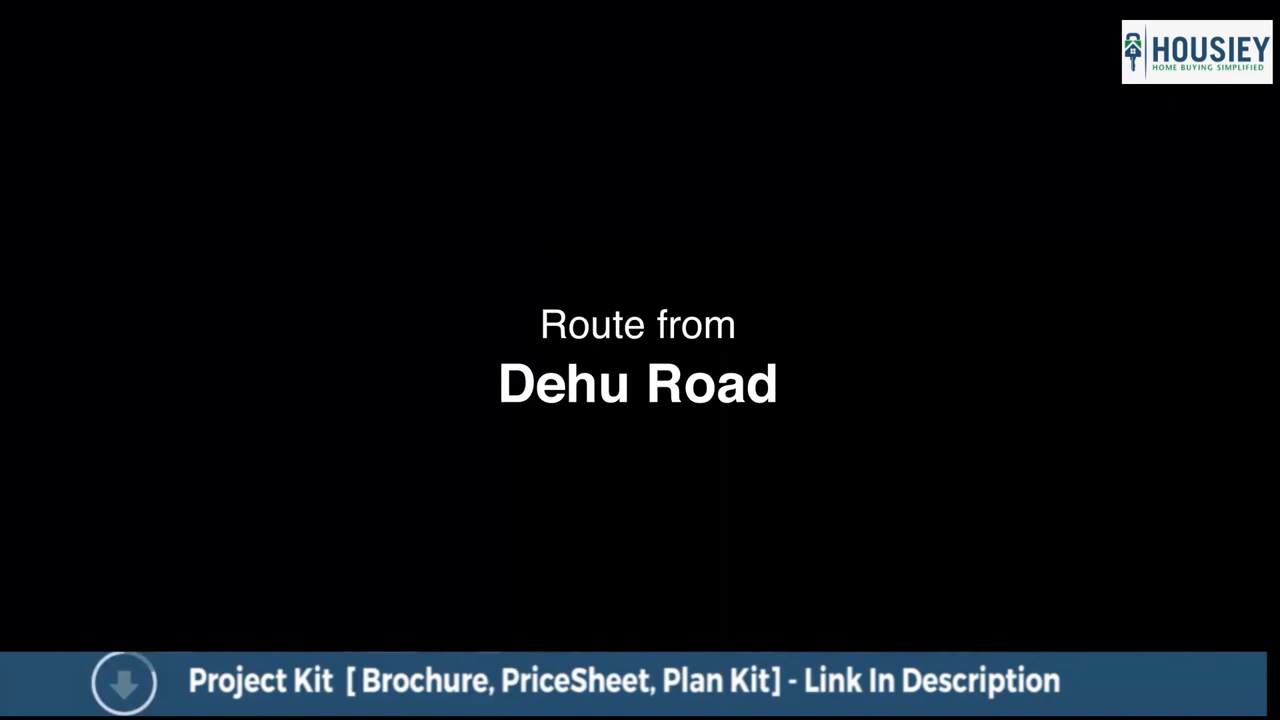 HOUSIEY
HOME BUYING SIMPLIFIED
Route from
Dehu Road
Project Kit [ Brochure, PriceSheet, Plan Kit] - Link In Description